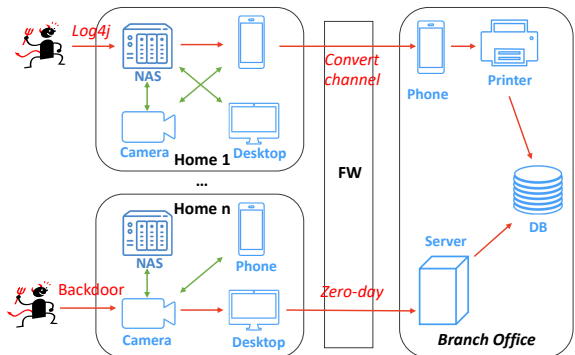 Log4j
NAS
Camera
Desktop
Home 1
...
Convert
channel
FW
Phone
Printer
DB
Server
Branch Office
Home n
NAS
Phone
Backdoor
Camera
Desktop
Zero-day